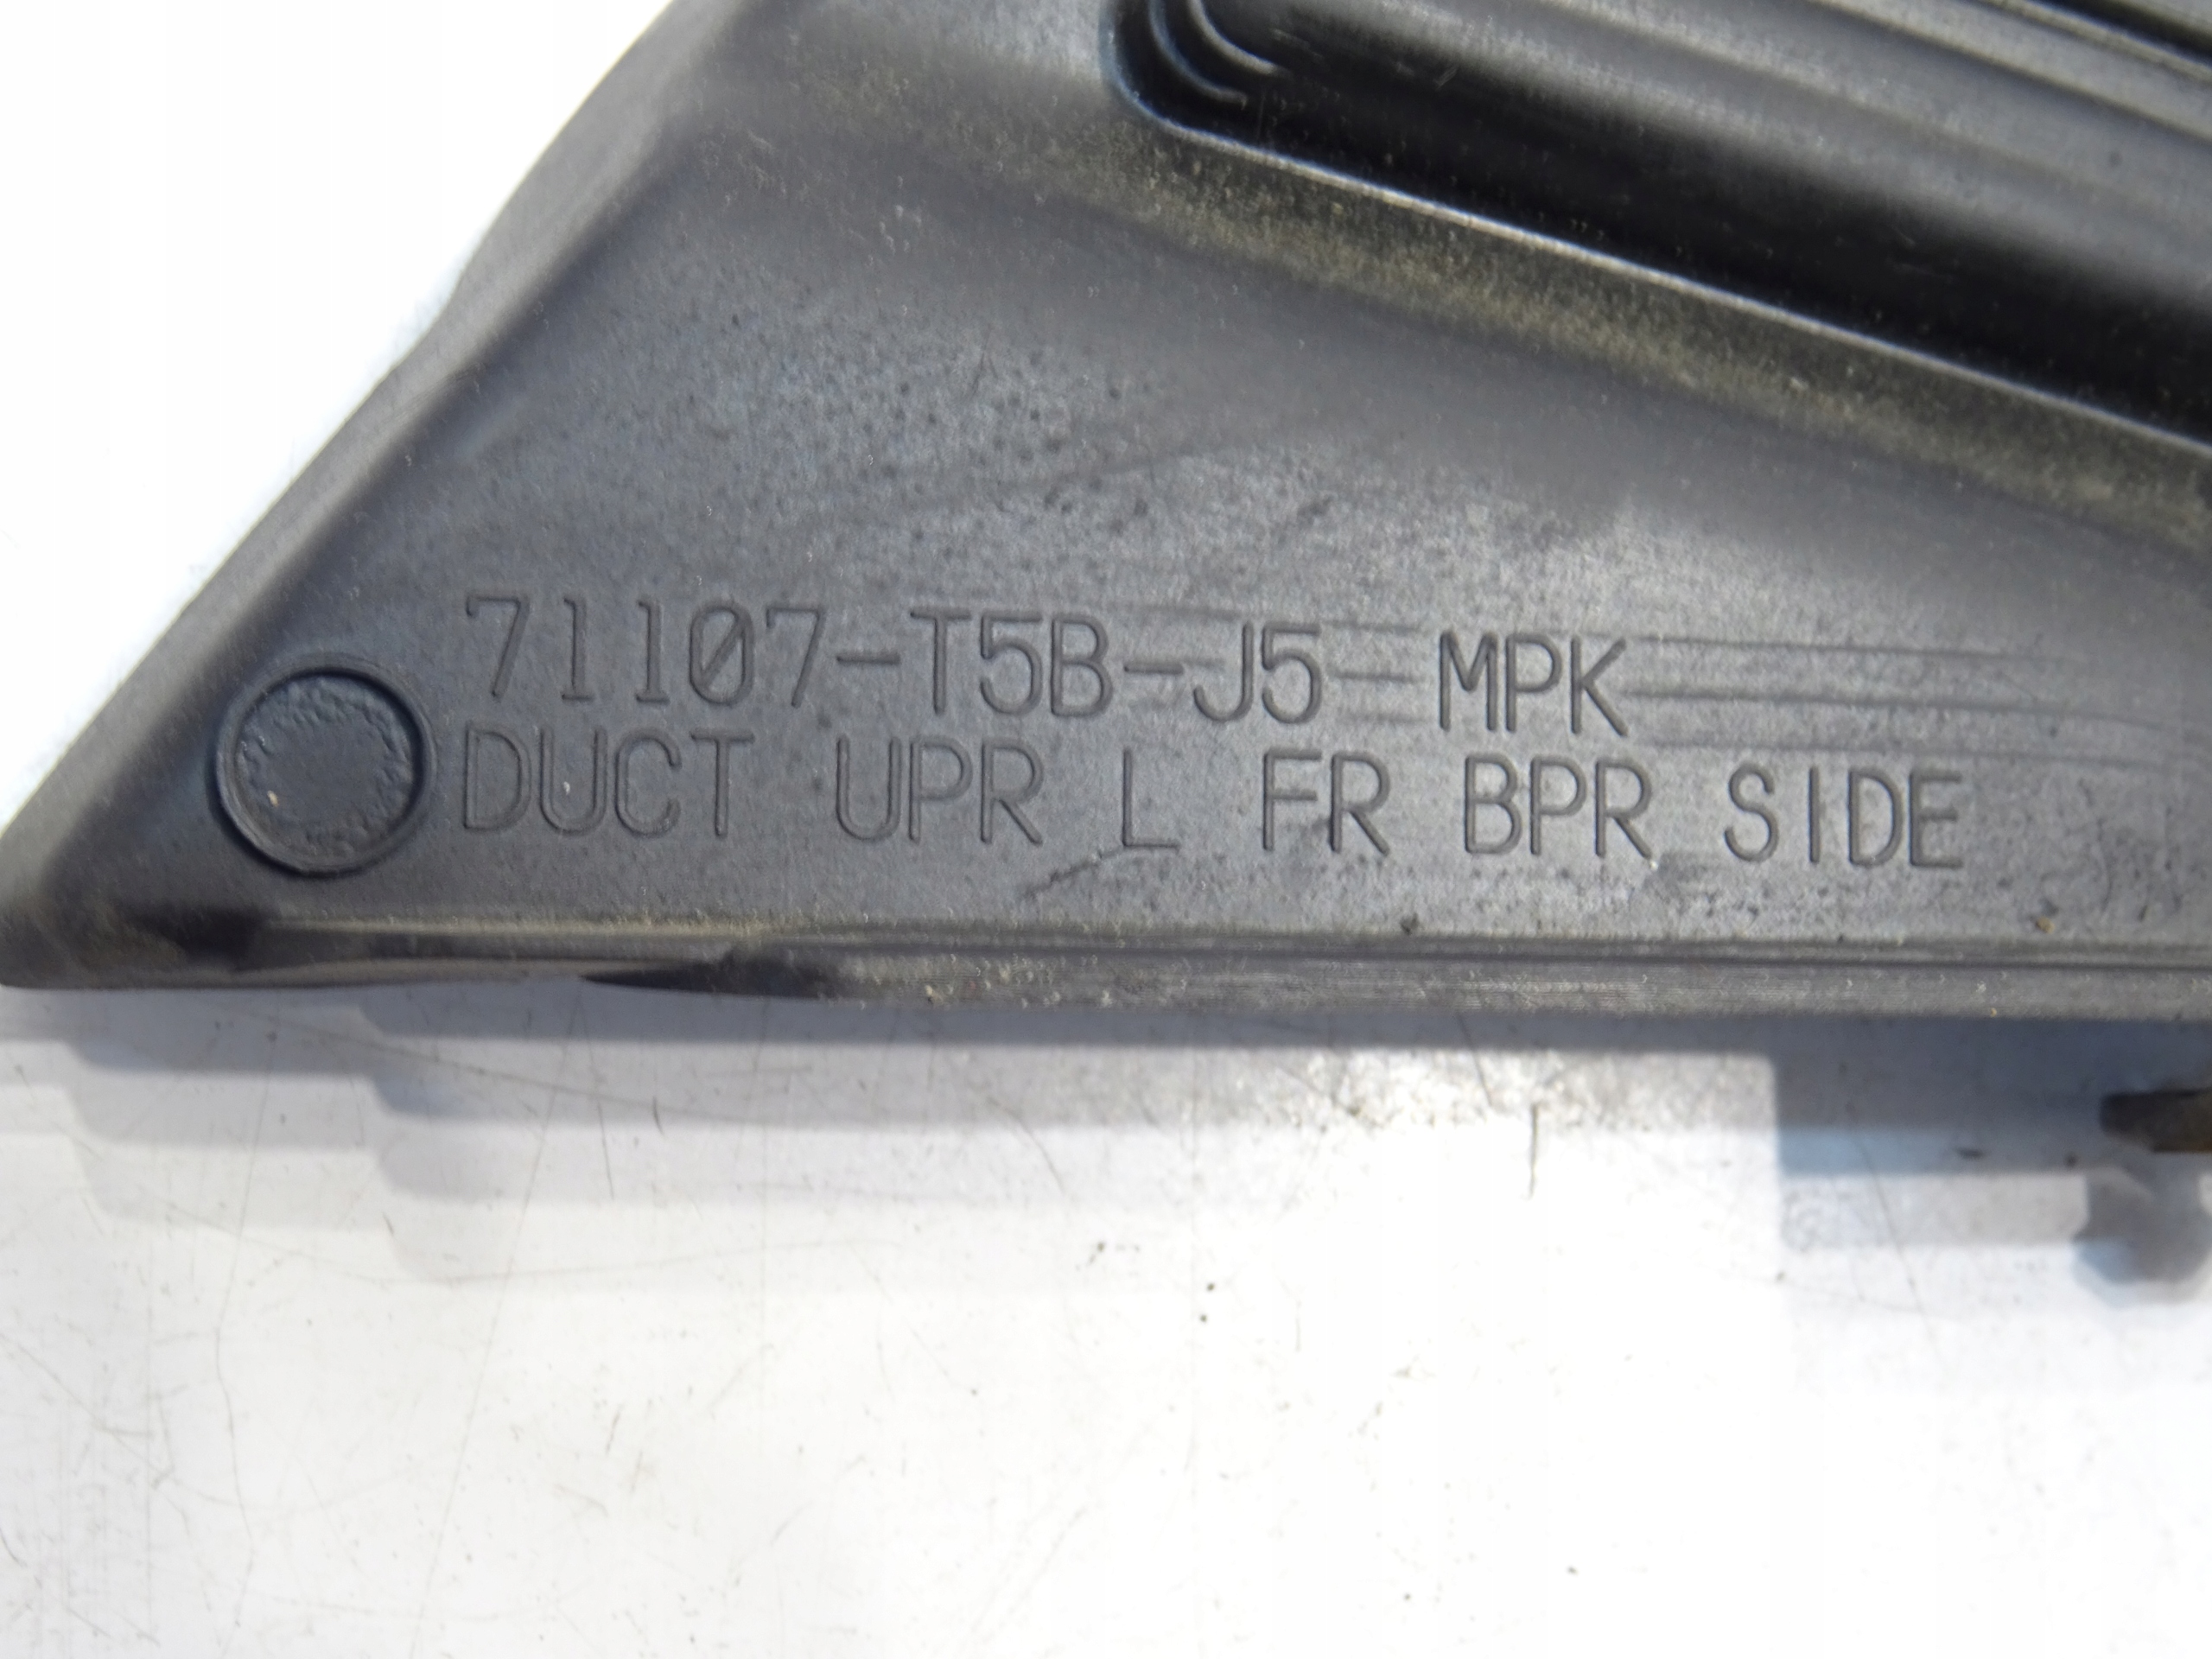 71107-T5B-J5 MPK
DUCT UPR L FR BPR SIDE